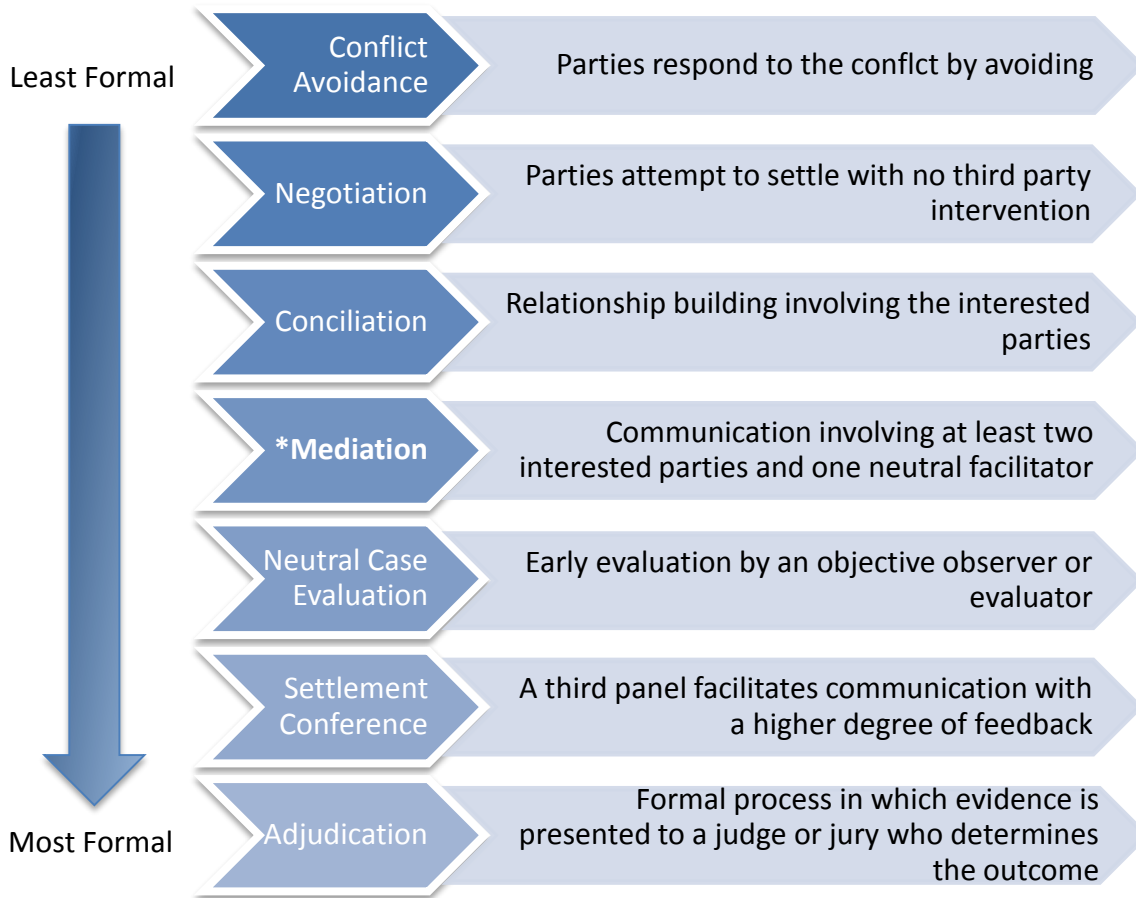 Least Formal
Conflict
Avoidance
Parties respond to the conflct by avoiding
Negotiation
Parties attempt to settle with no third party
intervention
Conciliation
Relationship building involving the interested
parties
*Mediation
Communication involving at least two
interested parties and one neutral facilitator
Neutral Case
Evaluation
Early evaluation by an objective observer or
evaluator
Settlement
Conference
A third panel facilitates communication with
a higher degree of feedback
Most Formal
Adjudication
Formal process in which evidence is
presented to a judge or jury who determines
the outcome